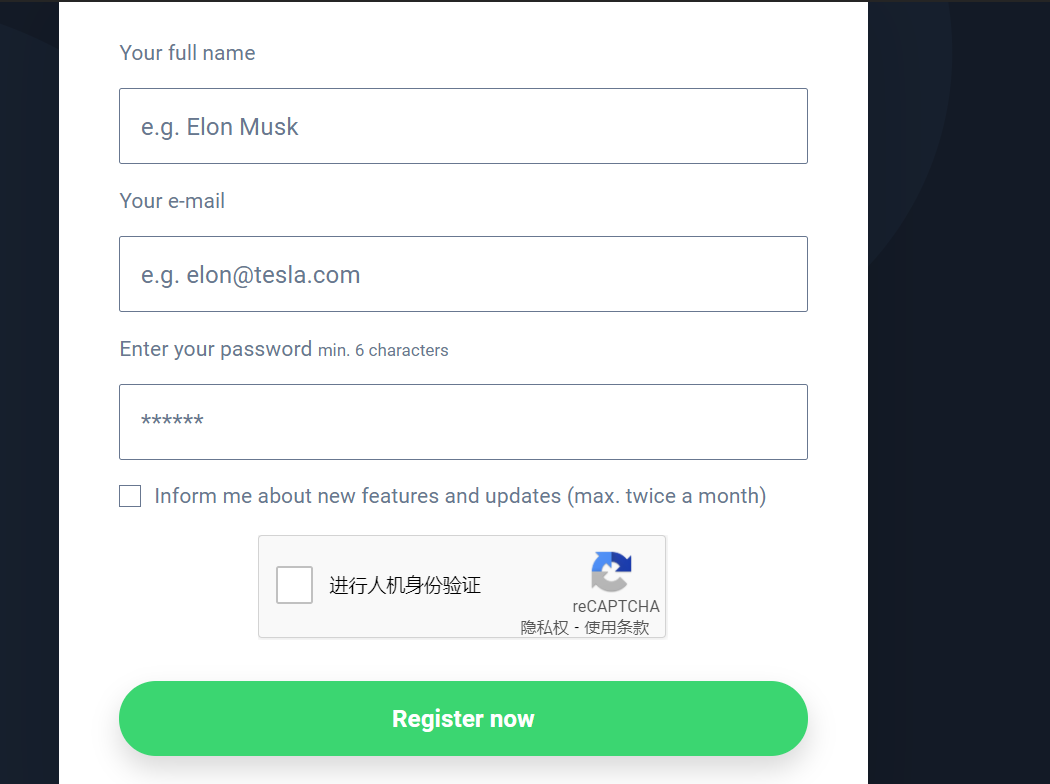 Your full name
e.g. Elon Musk
Your e-mail
e.g. elon@tesla.com
Enter your password min. 6 characters
******
Inform me about new features and updates (max. twice a month)
进行人机身份验证
reCAPTCHA
隐私权 - 使用条款
Register now